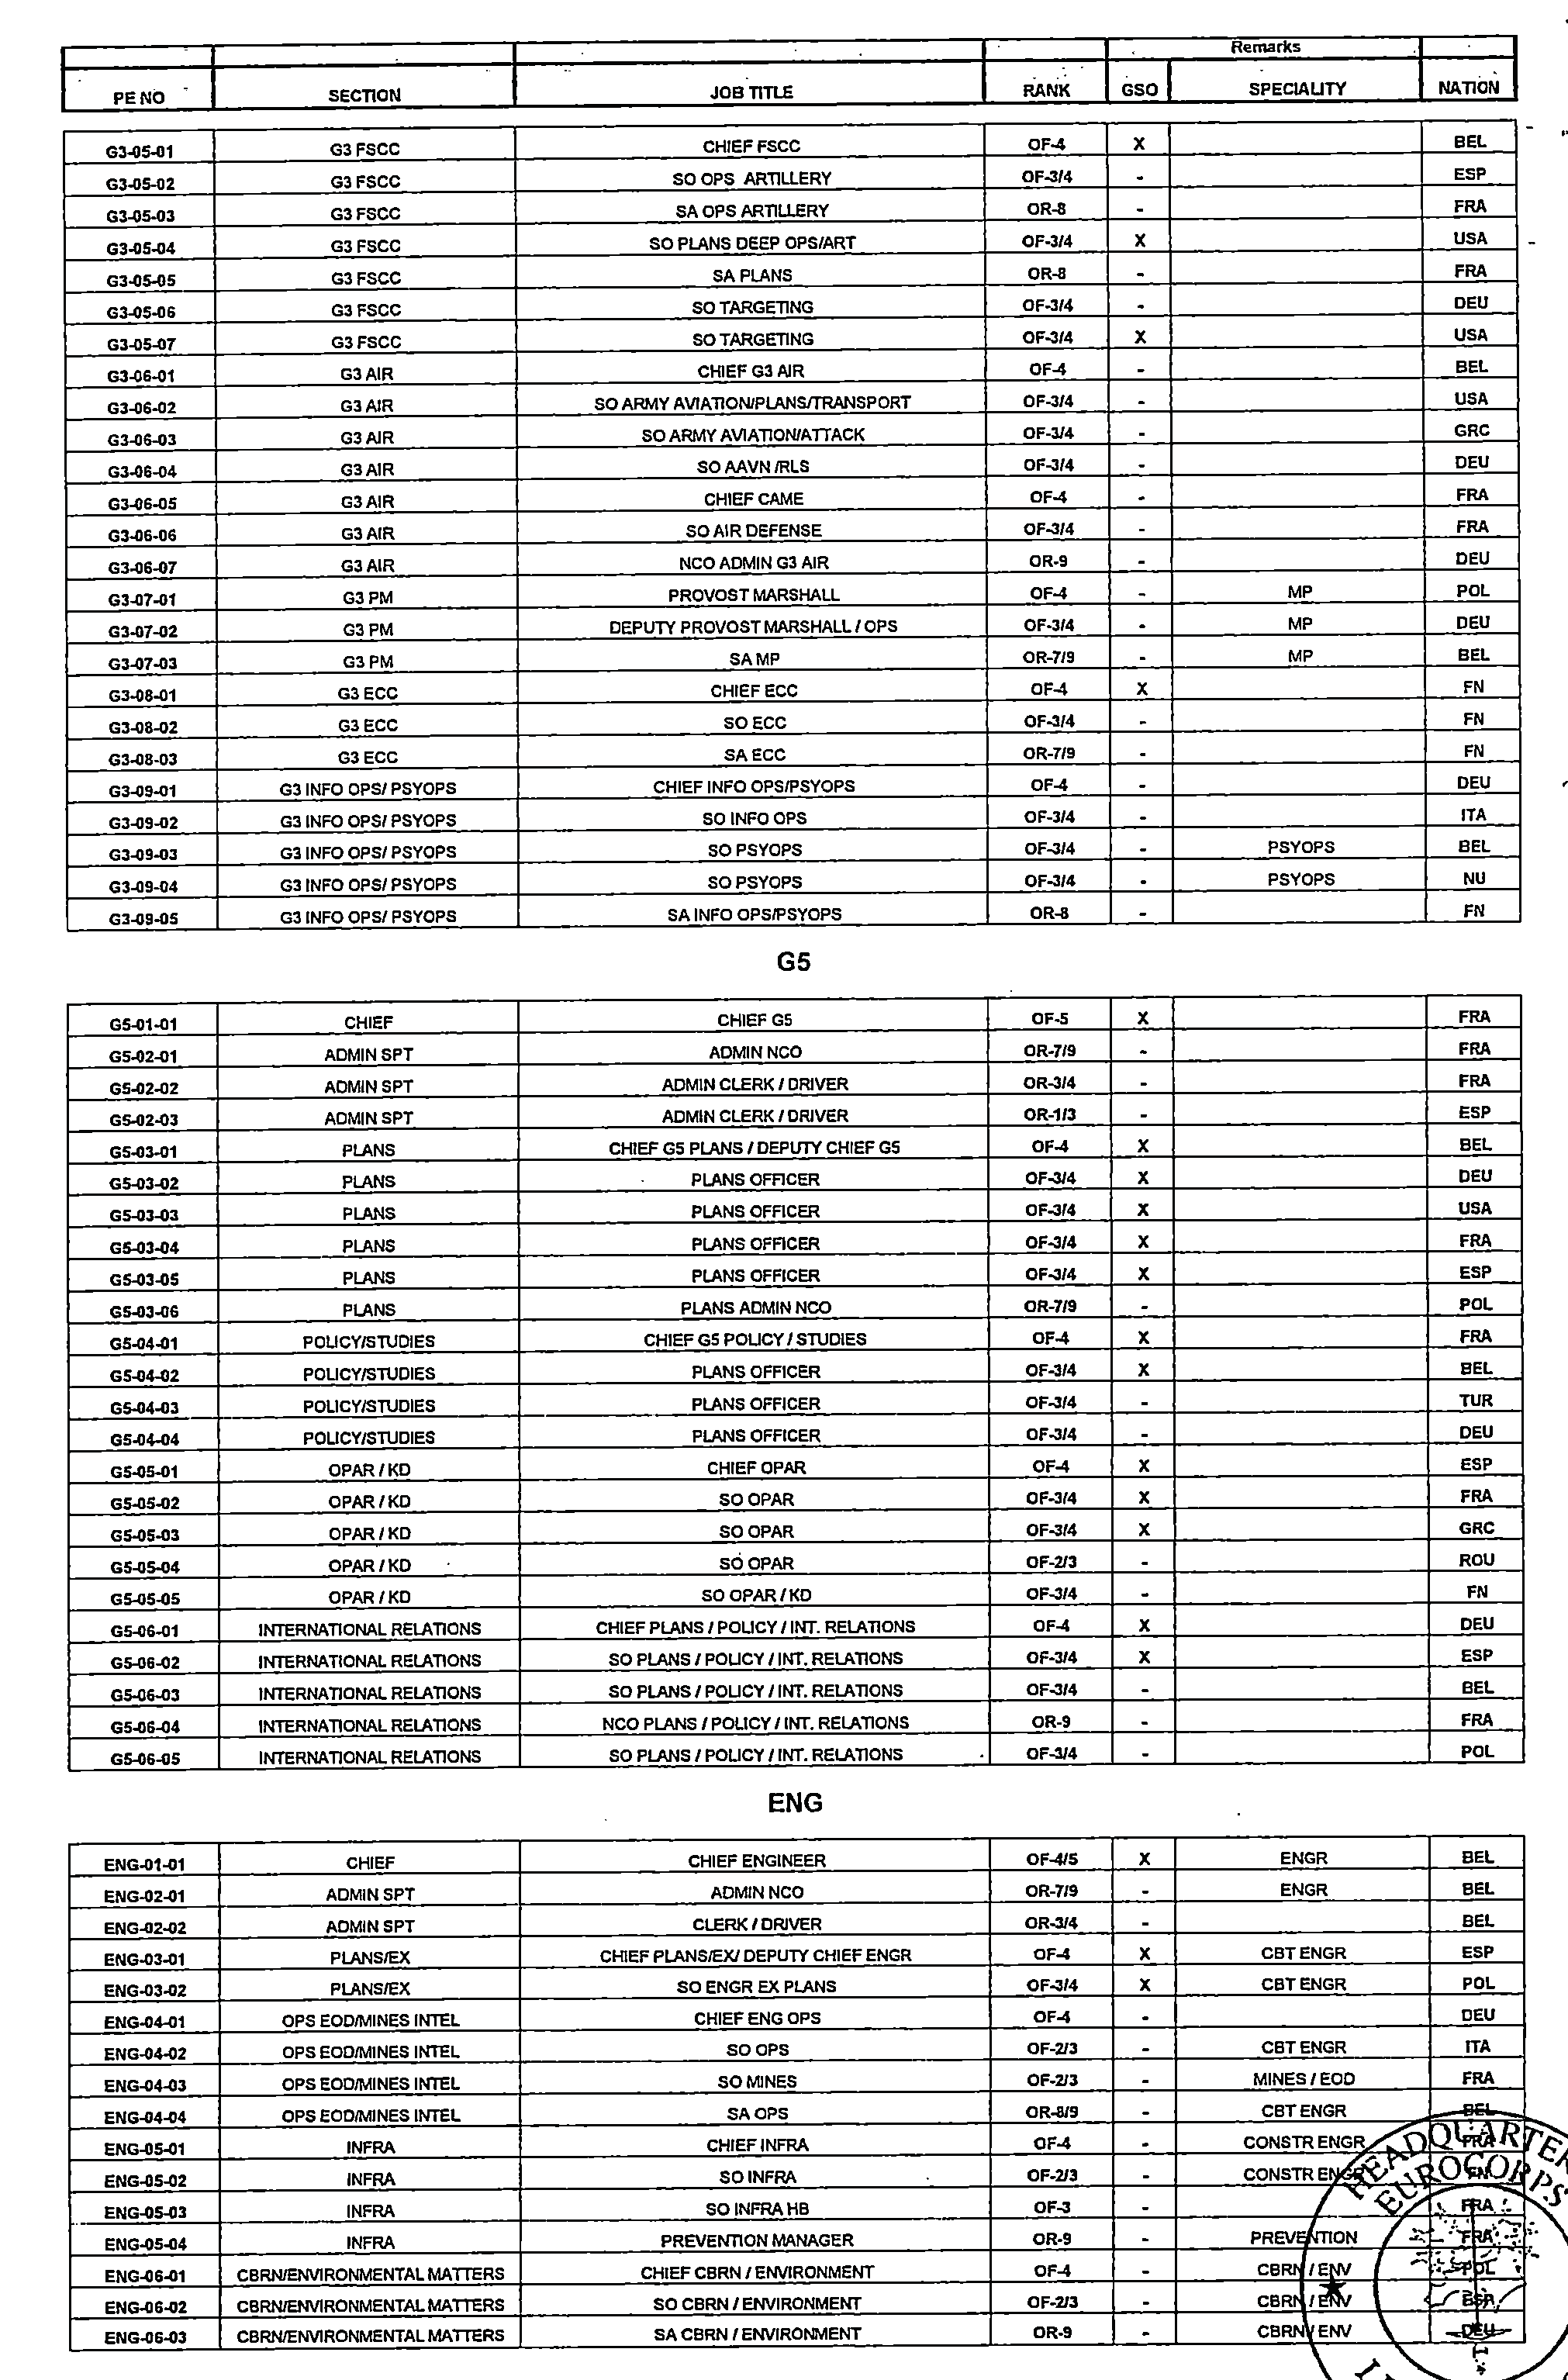 Remarks
PE NO SECTION JOB TITLE RANK GSO SPECIALITY NATION
G3-05-01 G3 FSCC CHIEF FSCC OF-4 X BEL
G3-05-02 G3 FSCC SO OPS ARTILLERY OF-3/4 - ESP
G3-05-03 G3 FSCC SA OPS ARTILLERY OR-8 - FRA
G3-05-04 G3 FSCC SO PLANS DEEP OPS/ART OF-3/4 X USA
G3-05-05 G3 FSCC SA PLANS OR-8 - FRA
G3-05-06 G3 FSCC SO TARGETING OF-3/4 - DEU
G3-05-07 G3 FSCC SO TARGETING OF-3/4 X USA
G3-06-01 G3 AIR CHIEF G3 AIR OF-4 - BEL
G3-06-02 G3 AIR SO ARMY AVIATION/PLANS/TRANSPORT OF-3/4 - USA
G3-06-03 G3 AIR SO ARMY AVIATION/ATTACK OF-3/4 - GRC
G3-06-04 G3 AIR SO AAVN /RLS OF-3/4 - DEU
G3-06-05 G3 AIR CHIEF CAME OF-4 - FRA
G3-06-06 G3 AIR SO AIR DEFENSE OF-3/4 - FRA
G3-06-07 G3 AIR NCO ADMIN G3 AIR OR-9 - DEU
G3-07-01 G3 PM PROVOST MARSHALL OF-4 - MP POL
G3-07-02 G3 PM DEPUTY PROVOST MARSHALL / OPS OF-3/4 - MP DEU
G3-07-03 G3 PM SA MP OR-7/9 - MP BEL
G3-08-01 G3 ECC CHIEF ECC OF-4 X FN
G3-08-02 G3 ECC SO ECC OF-3/4 - FN
G3-08-03 G3 ECC SA ECC OR-7/9 - FN
G3-09-01 G3 INFO OPS/ PSYOPS CHIEF INFO OPS/PSYOPS OF-4 - DEU
G3-09-02 G3 INFO OPS/ PSYOPS SO INFO OPS OF-3/4 - ITA
G3-09-03 G3 INFO OPS/ PSYOPS SO PSYOPS OF-3/4 - PSYOPS BEL
G3-09-04 G3 INFO OPS/ PSYOPS SO PSYOPS OF-3/4 - PSYOPS NU
G3-09-05 G3 INFO OPS/ PSYOPS SA INFO OPS/PSYOPS OR-8 - FN
G5
G5-01-01 CHIEF CHIEF G5 OF-5 X FRA
G5-02-01 ADMIN SPT ADMIN NCO OR-7/9 - FRA
G5-02-02 ADMIN SPT ADMIN CLERK / DRIVER OR-3/4 - FRA
G5-02-03 ADMIN SPT ADMIN CLERK / DRIVER OR-1/3 - ESP
G5-03-01 PLANS CHIEF G5 PLANS / DEPUTY CHIEF G5 OF-4 X BEL
G5-03-02 PLANS PLANS OFFICER OF-3/4 X DEU
G5-03-03 PLANS PLANS OFFICER OF-3/4 X USA
G5-03-04 PLANS PLANS OFFICER OF-3/4 X FRA
G5-03-05 PLANS PLANS OFFICER OF-3/4 X ESP
G5-03-06 PLANS PLANS ADMIN NCO OR-7/9 - POL
G5-04-01 POLICY/STUDIES CHIEF G5 POLICY / STUDIES OF-4 X FRA
G5-04-02 POLICY/STUDIES PLANS OFFICER OF-3/4 X BEL
G5-04-03 POLICY/STUDIES PLANS OFFICER OF-3/4 - TUR
G5-04-04 POLICY/STUDIES PLANS OFFICER OF-3/4 - DEU
G5-05-01 OPAR / KD CHIEF OPAR OF-4 X ESP
G5-05-02 OPAR / KD SO OPAR OF-3/4 X FRA
G5-05-03 OPAR / KD SO OPAR OF-3/4 X GRC
G5-05-04 OPAR / KD SO OPAR OF-2/3 - ROU
G5-05-05 OPAR / KD SO OPAR / KD OF-3/4 - FN
G5-06-01 INTERNATIONAL RELATIONS CHIEF PLANS / POLICY / INT. RELATIONS OF-4 X DEU
G5-06-02 INTERNATIONAL RELATIONS SO PLANS / POLICY / INT. RELATIONS OF-3/4 X ESP
G5-06-03 INTERNATIONAL RELATIONS SO PLANS / POLICY / INT. RELATIONS OF-3/4 - BEL
G5-06-04 INTERNATIONAL RELATIONS NCO PLANS / POLICY / INT. RELATIONS OR-9 - FRA
G5-06-05 INTERNATIONAL RELATIONS SO PLANS / POLICY / INT. RELATIONS OF-3/4 - POL
ENG
ENG-01-01 CHIEF CHIEF ENGINEER OF-4/5 X ENGR BEL
ENG-02-01 ADMIN SPT ADMIN NCO OR-7/9 - ENGR BEL
ENG-02-02 ADMIN SPT CLERK / DRIVER OR-3/4 - BEL
ENG-03-01 PLANS/EX CHIEF PLANS/EX/ DEPUTY CHIEF ENGR OF-4 X CBT ENGR ESP
ENG-03-02 PLANS/EX SO ENGR EX PLANS OF-3/4 X CBT ENGR POL
ENG-04-01 OPS EOD/MINES INTEL CHIEF ENG OPS OF-4 - DEU
ENG-04-02 OPS EOD/MINES INTEL SO OPS OF-2/3 - CBT ENGR ITA
ENG-04-03 OPS EOD/MINES INTEL SO MINES OF-2/3 - MINES / EOD FRA
ENG-04-04 OPS EOD/MINES INTEL SA OPS OR-8/9 - CBT ENGR BEL
ENG-05-01 INFRA CHIEF INFRA OF-4 - CONSTR ENGR FRA
ENG-05-02 INFRA SO INFRA OF-2/3 - CONSTR ENGR FN
ENG-05-03 INFRA SO INFRA HB OF-3 - FRA
ENG-05-04 INFRA PREVENTION MANAGER OR-9 - PREVENTION FRA
ENG-06-01 CBRN/ENVIRONMENTAL MATTERS CHIEF CBRN / ENVIRONMENT OF-4 - CBRN / ENV POL
ENG-06-02 CBRN/ENVIRONMENTAL MATTERS SO CBRN / ENVIRONMENT OF-2/3 - CBRN / ENV ESP
ENG-06-03 CBRN/ENVIRONMENTAL MATTERS SA CBRN / ENVIRONMENT OR-9 - CBRN / ENV DEU
EUROCORPS